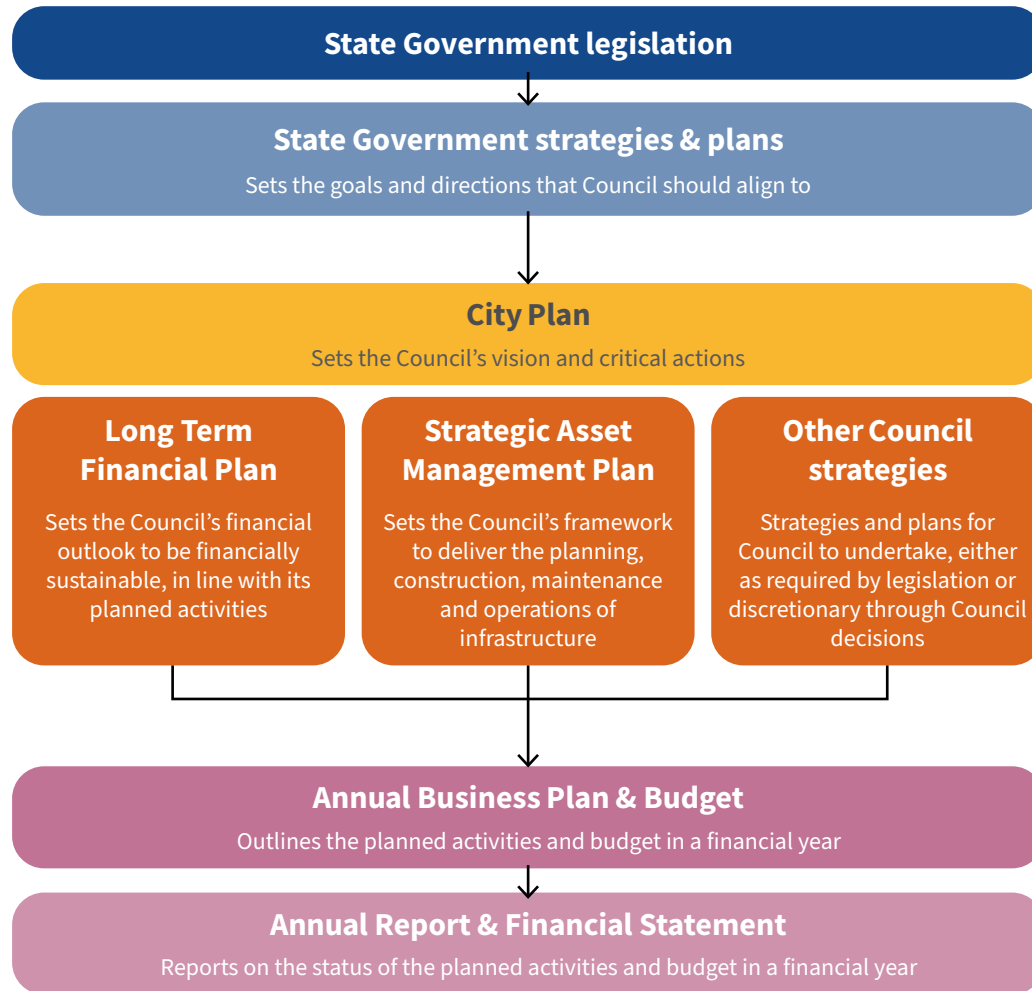 State Government legislation
State Government strategies & plans
Sets the goals and directions that Council should align to
City Plan
Sets the Council’s vision and critical actions
Long Term
Financial Plan
Sets the Council’s financial
outlook to be financially
sustainable, in line with its
planned activities
Strategic Asset
Management Plan
Sets the Council’s framework
to deliver the planning,
construction, maintenance
and operations of
infrastructure
Other Council
strategies
Strategies and plans for
Council to undertake, either
as required by legislation or
discretionary through Council
decisions
Annual Business Plan & Budget
Outlines the planned activities and budget in a financial year
Annual Report & Financial Statement
Reports on the status of the planned activities and budget in a financial year